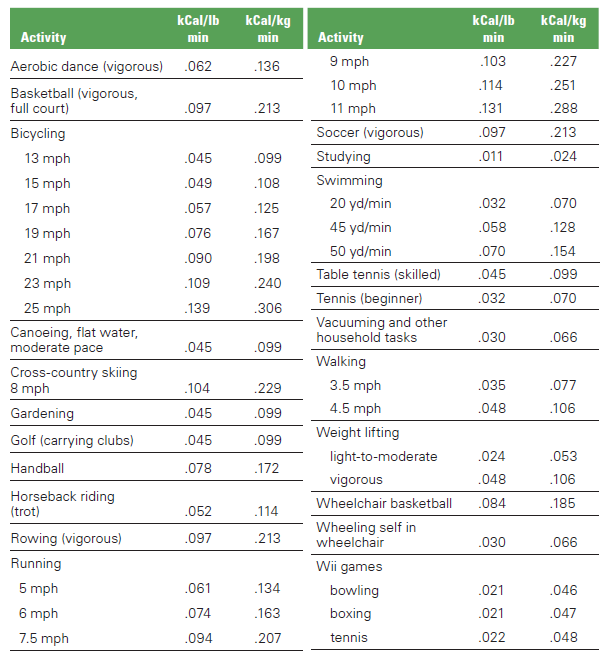 Activity kCal/lb min kCal/kg min
Aerobic dance (vigorous) .062 .136
Basketball (vigorous,
full court) .097 .213
Bicycling
13 mph .045 .099
15 mph .049 .108
17 mph .057 .125
19 mph .076 .167
21 mph .090 .198
23 mph .109 .240
25 mph .139 .306
Canoeing, flat water,
moderate pace .045 .099
Cross-country skiing
8 mph .104 .229
Gardening .045 .099
Golf (carrying clubs) .045 .099
Handball .078 .172
Horseback riding
(trot) .052 .114
Rowing (vigorous) .097 .213
Running
5 mph .061 .134
6 mph .074 .163
7.5 mph .094 .207
Activity kCal/lb min kCal/kg min
9 mph .103 .227
10 mph .114 .251
11 mph .131 .288
Soccer (vigorous) .097 .213
Studying .011 .024
Swimming
20 yd/min .032 .070
45 yd/min .058 .128
50 yd/min .070 .154
Table tennis (skilled) .045 .099
Tennis (beginner) .032 .070
Vacuuming and other
household tasks .030 .066
Walking
3.5 mph .035 .077
4.5 mph .048 .106
Weight lifting
light-to-moderate .024 .053
vigorous .048 .106
Wheelchair basketball .084 .185
Wheeling self in
wheelchair .030 .066
Wii games
bowling .021 .046
boxing .021 .047
tennis .022 .048